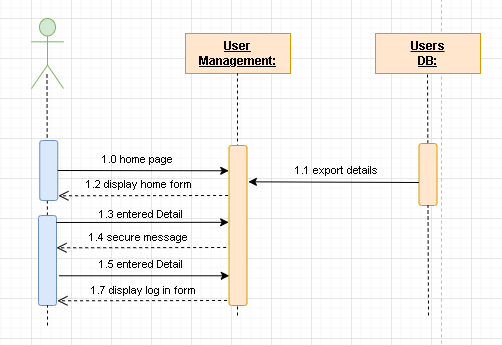 User
Management:
Users
DB:
1.0 home page
1.1 export details
1.2 display home form
1.3 entered Detail
1.4 secure message
1.5 entered Detail
1.7 display log in form